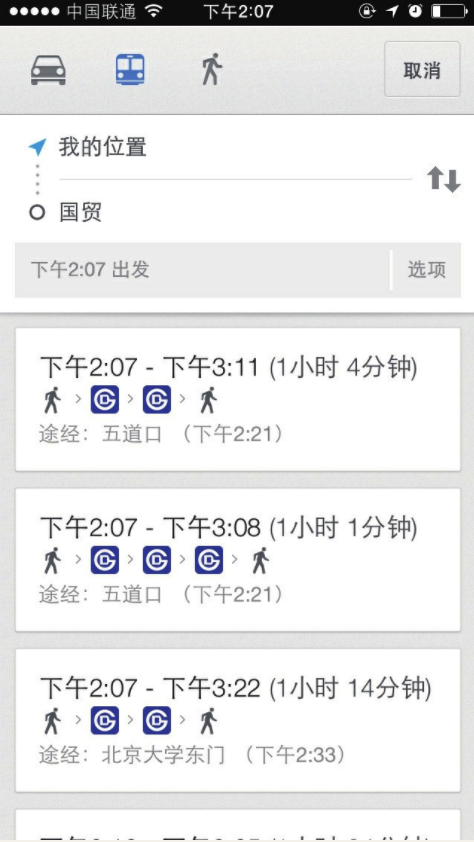 中国联通 下午2:07
取消
我的位置
国贸
下午2:07 出发 选项
下午2:07 - 下午3:11 (1小时 4分钟)
途经：五道口 （下午2:21）
下午2:07 - 下午3:08 (1小时 1分钟)
途经：五道口 （下午2:21）
下午2:07 - 下午3:22 (1小时 14分钟)
途经：北京大学东门 （下午2:33）